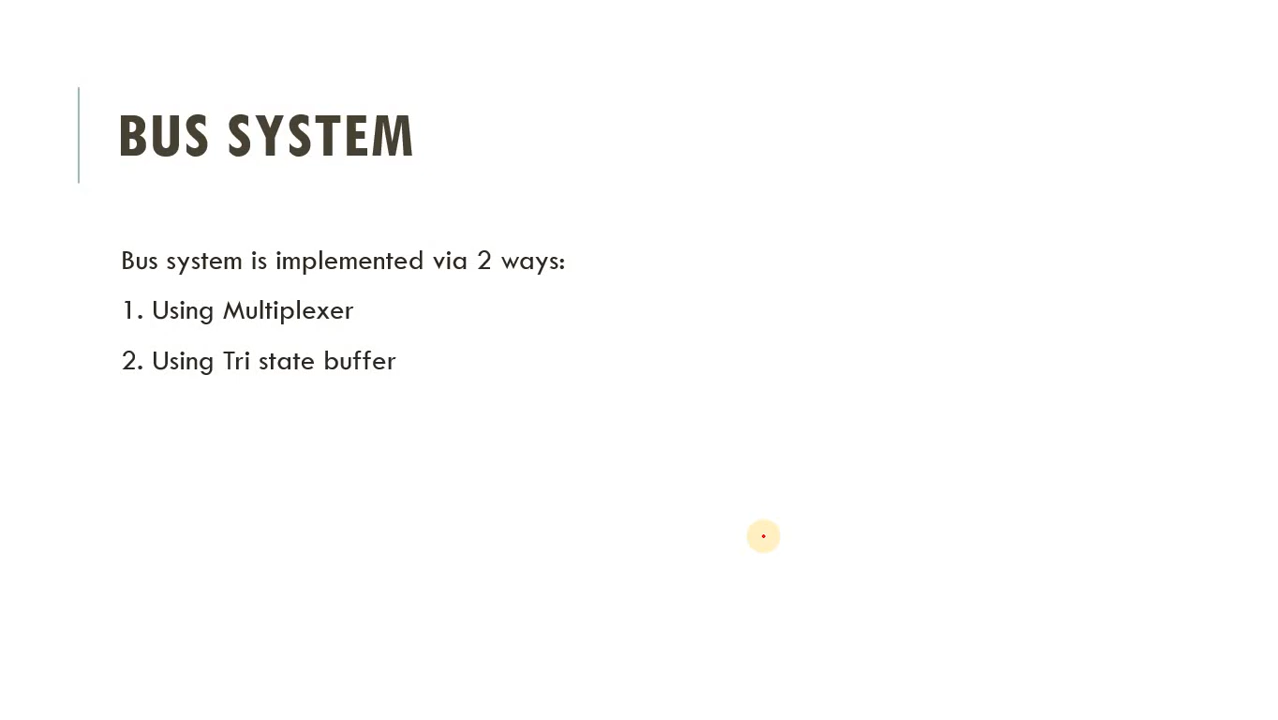 BUS SYSTEM
Bus system is implemented via 2 ways:
1. Using Multiplexer
2. Using Tri state buffer